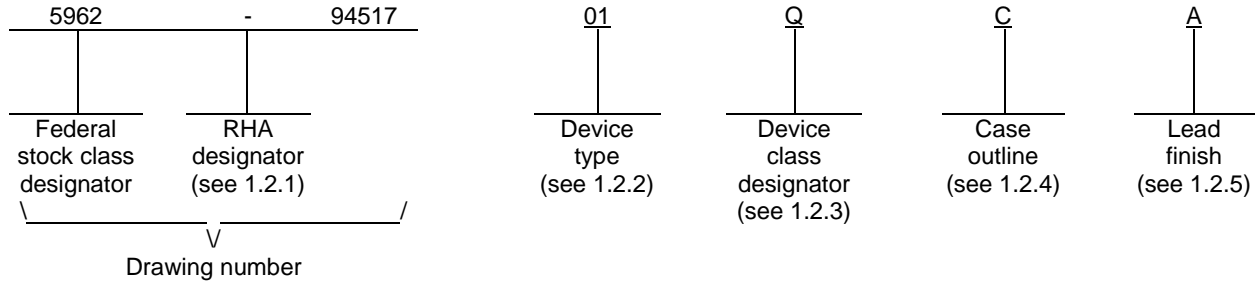 5962 - 94517 01 Q C A
Federal RHA Device Device Case Lead
stock class designator type class outline finish
designator (see 1.2.1) (see 1.2.2) designator (see 1.2.4) (see 1.2.5)
(see 1.2.3)
Drawing number